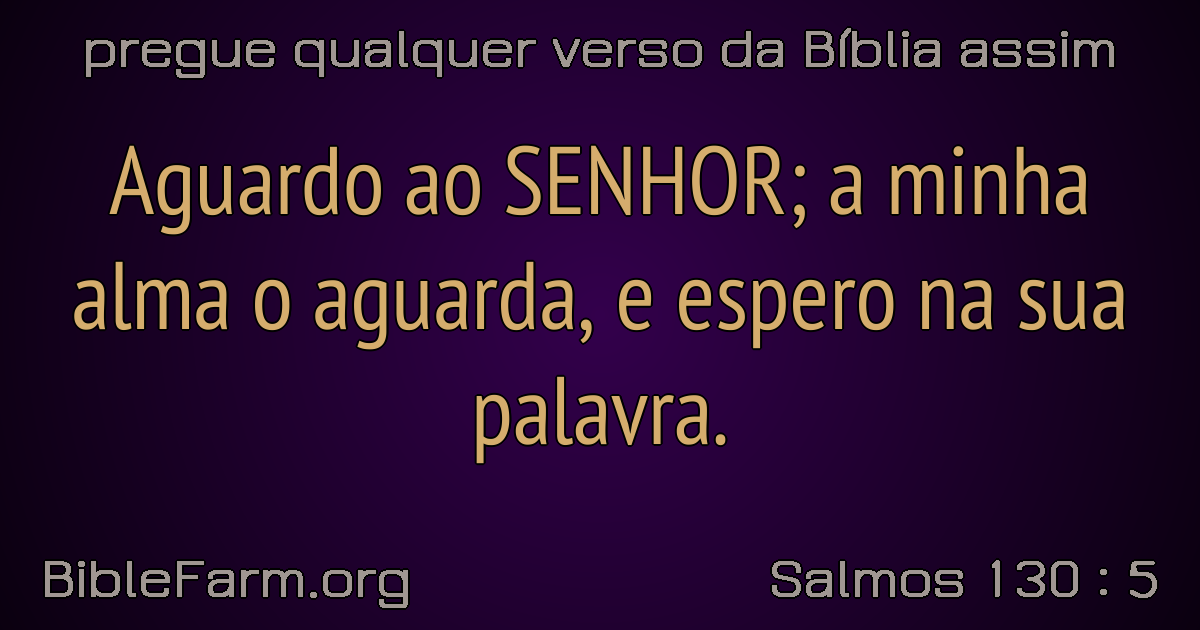 pregue qualquer verso da Bíblia assim
Aguardo ao SENHOR; a minha
alma o aguarda, e espero na sua
palavra.
BibleFarm.org
Salmos 130 : 5